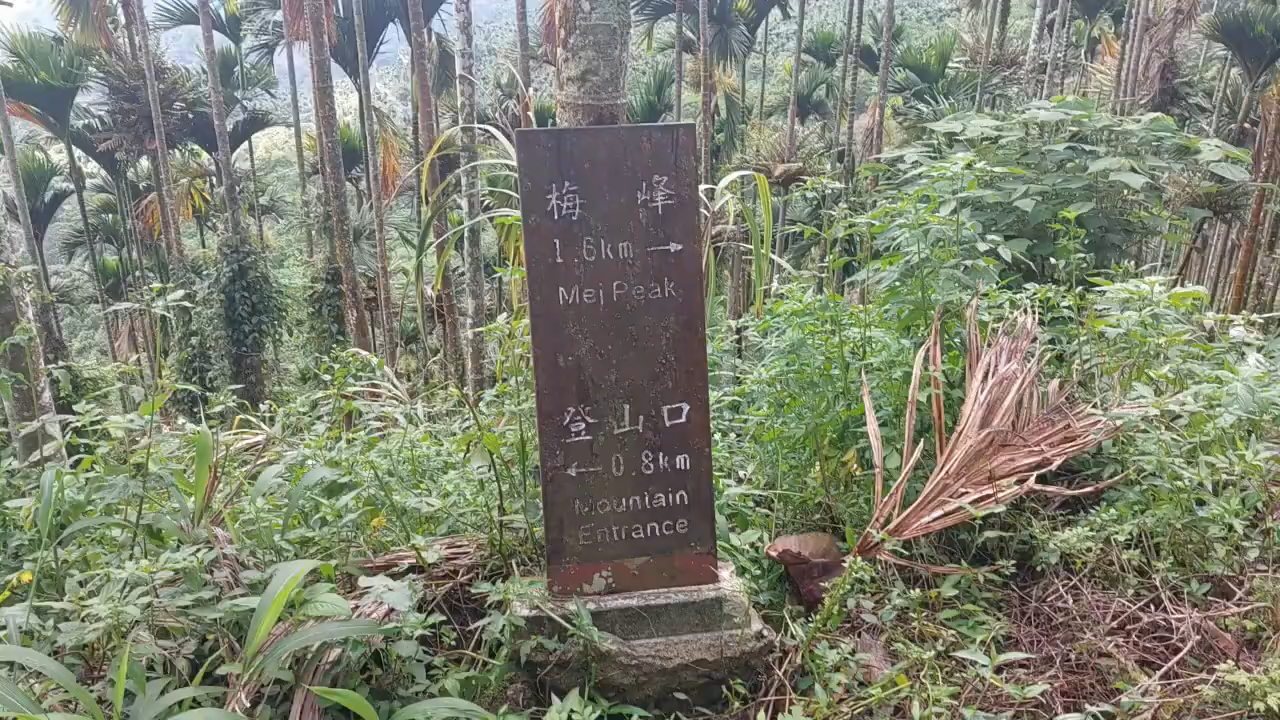 梅 峰
1.6km →
Mei Peak
登山口
← 0.8km
Mountain
Entrance